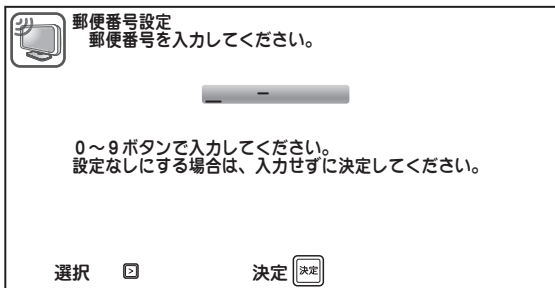 郵便番号設定
郵便番号を入力してください。
_ －
0～9ボタンで入力してください。
設定なしにする場合は、入力せずに決定してください。
選択 決定 決定